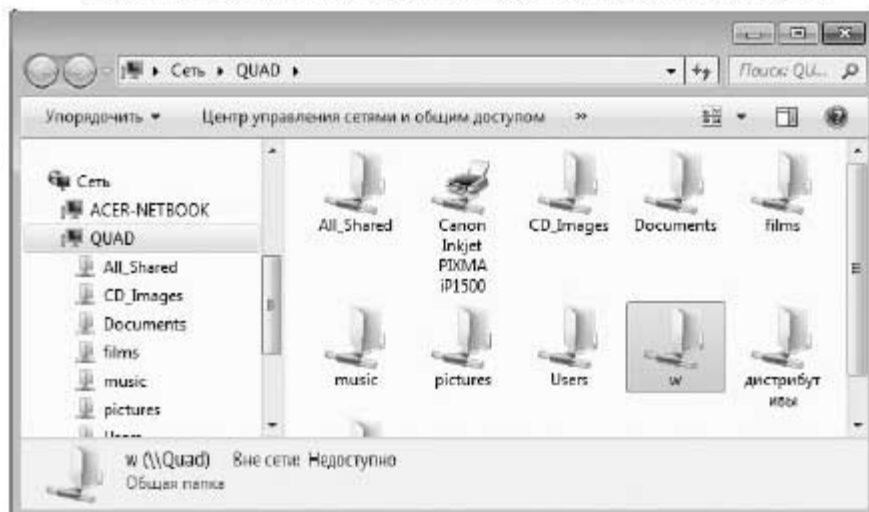 Сеть ▸ QUAD ▸
Поиск: QU...
Упорядочить
Центр управления сетями и общим доступом »
Сеть
ACER-NETBOOK
QUAD
All_Shared
CD_Images
Documents
films
music
pictures
Users
All_Shared
Canon
Inkjet
PIXMA
iP1500
CD_Images
Documents
films
music
pictures
Users
w
дистрибут
ивы
w (\\Quad) Вне сети: Недоступно
Общая папка